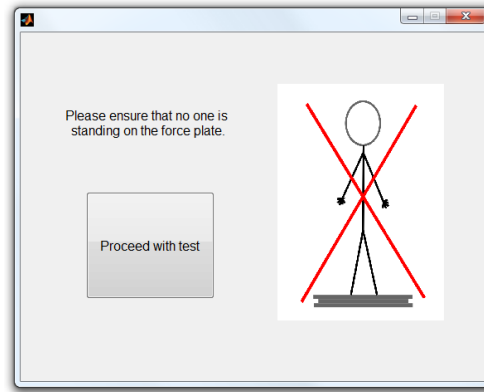 Please ensure that no one is
standing on the force plate.
Proceed with test